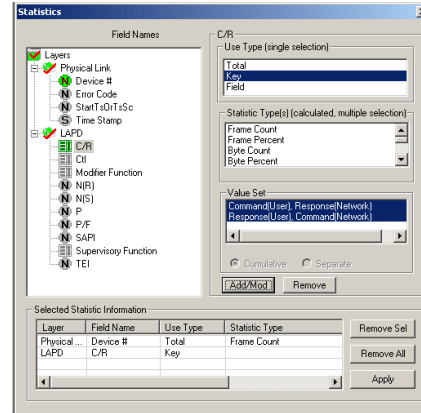 Statistics
Field Names
Layers
Physical Link
N Device #
N Error Code
N StartTsOrTsSc
S Time Stamp
LAPD
C/R
Ctl
Modifier Function
N N(R)
N N(S)
N P
N P/F
N SAPI
Supervisory Function
N TEI
C/R
Use Type (single selection)
Total
Key
Field
Statistic Type(s) (calculated, multiple selection)
Frame Count
Frame Percent
Byte Count
Byte Percent
Value Set
Command(User), Response(Network)
Response(User), Command(Network)
Cumulative Separate
Add/Mod Remove
Selected Statistic Information
Layer Field Name Use Type Statistic Type
Physical ... Device # Total Frame Count
LAPD C/R Key
Remove Sel
Remove All
Apply